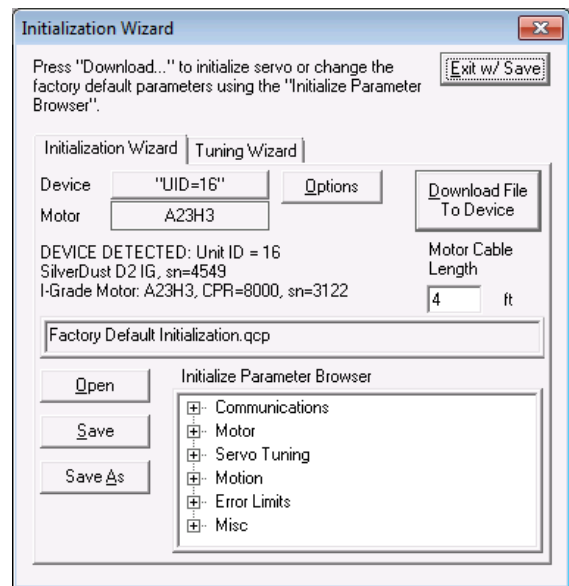 Initialization Wizard
Press "Download..." to initialize servo or change the
factory default parameters using the "Initialize Parameter
Browser".
Exit w/ Save
Initialization Wizard
Tuning Wizard
Device
"UID=16"
Options
Download File
To Device
Motor
A23H3
DEVICE DETECTED: Unit ID = 16
SilverDust D2 IG, sn=4549
I-Grade Motor: A23H3, CPR=8000, sn=3122
Motor Cable
Length
4 ft
Factory Default Initialization.qcp
Open
Save
Save As
Initialize Parameter Browser
Communications
Motor
Servo Tuning
Motion
Error Limits
Misc